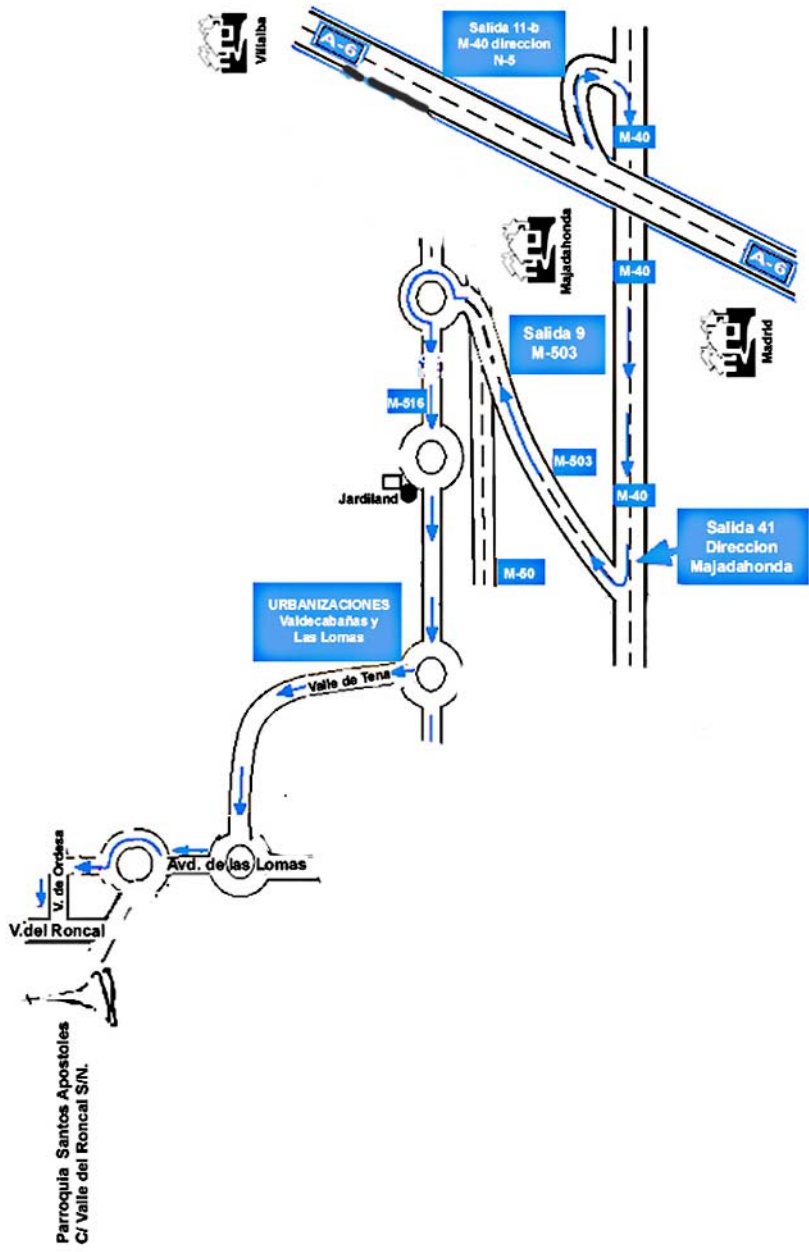 Villalba
A-6
Salida 11-b
M-40 direccion
N-5
M-40
Majadahonda
M-40
A-6
Madrid
Salida 9
M-503
M-516
M-503
Jardiland
M-40
Salida 41
Direccion
Majadahonda
M-50
URBANIZACIONES
Valdecabañas y
Las Lomas
Valle de Tena
Avd. de las Lomas
V. de Ordesa
V.del Roncal
Parroquia Santos Apostoles
C/ Valle del Roncal S/N.